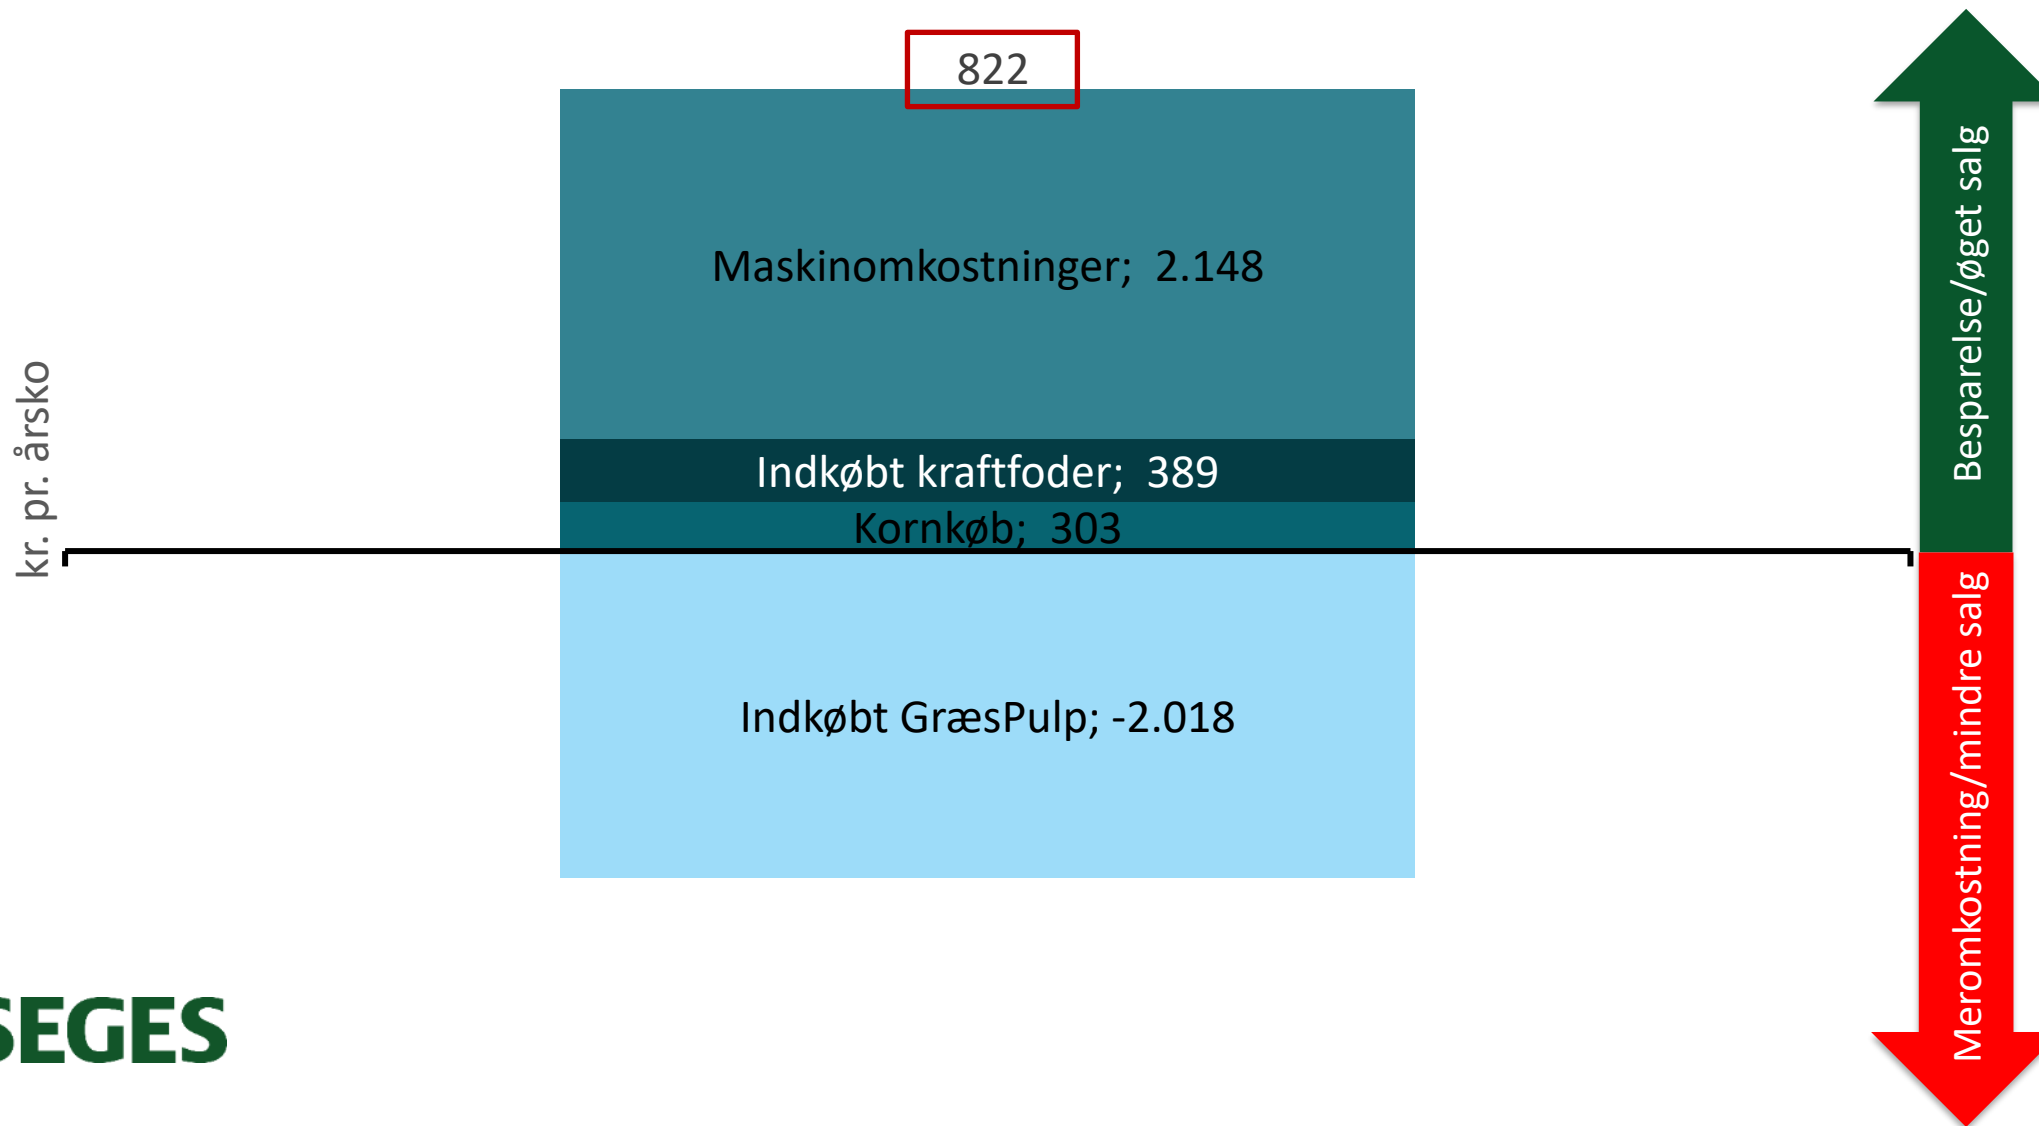 822
Maskinomkostninger; 2.148
Indkøbt kraftfoder; 389
Kornkøb; 303
Indkøbt GræsPulp; -2.018
kr. pr. årsko
Besparelse/øget salg
Meromkostning/mindre salg
SEGES